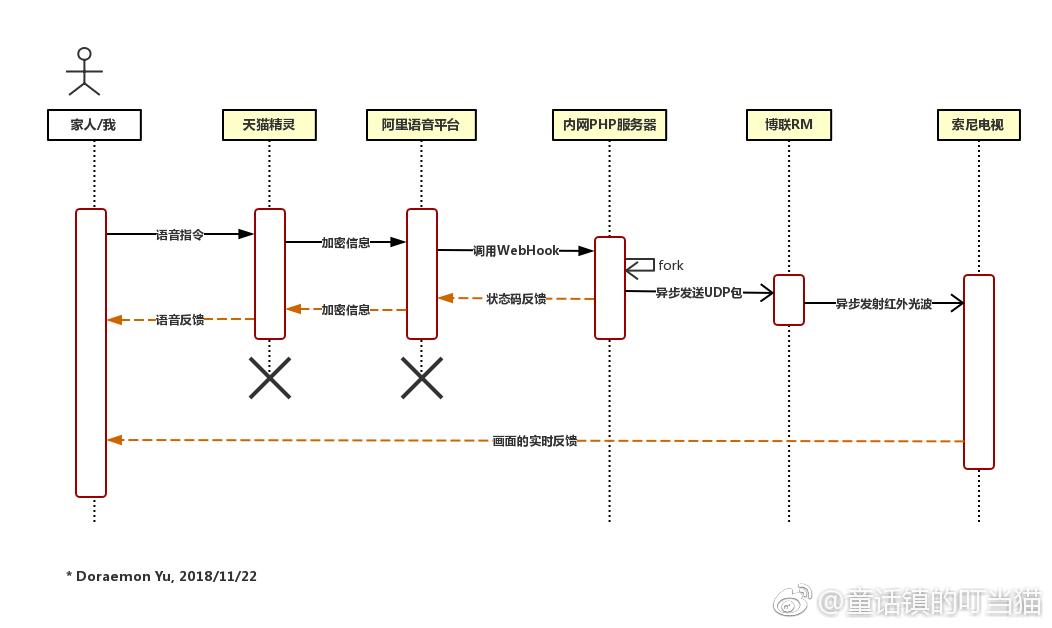 家人/我
天猫精灵
阿里语音平台
内网PHP服务器
博联RM
索尼电视
语音指令
加密信息
调用WebHook
fork
异步发送UDP包
异步发射红外光波
状态码反馈
加密信息
语音反馈
画面的实时反馈
* Doraemon Yu, 2018/11/22
@童话镇的叮当猫